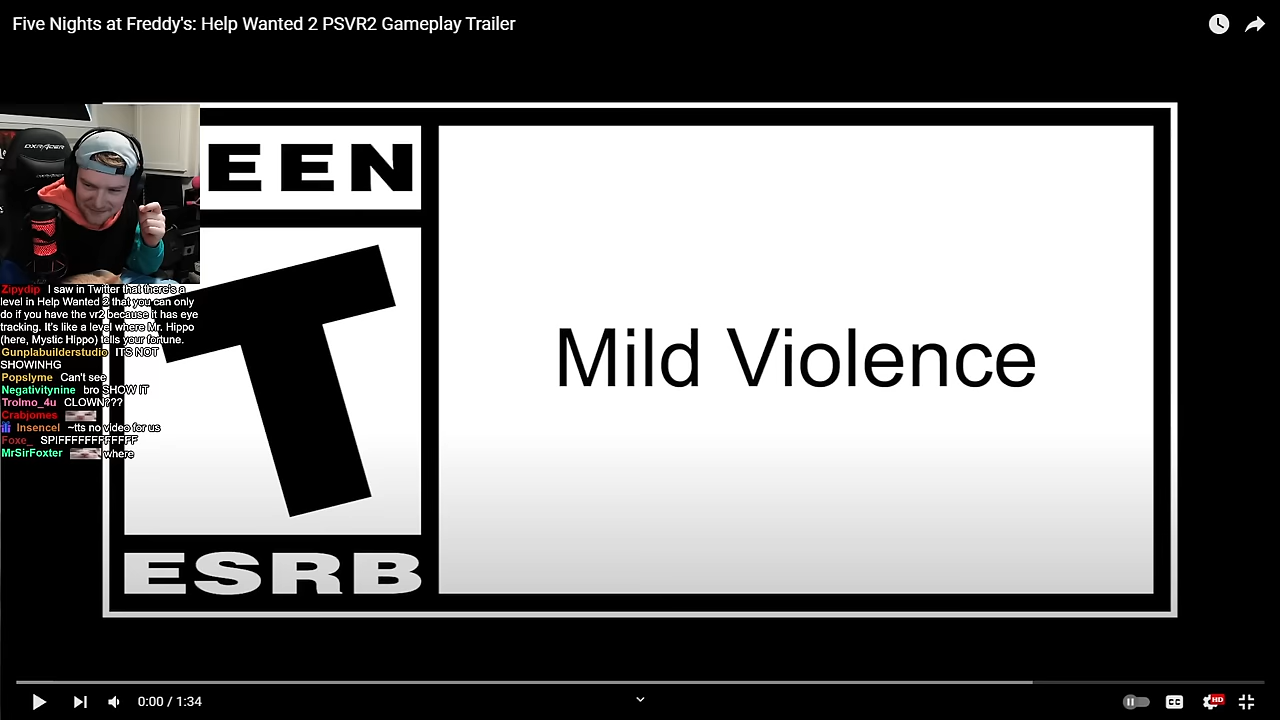 Five Nights at Freddy's: Help Wanted 2 PSVR2 Gameplay Trailer
DXRACER
EEN
T
Mild Violence
ESRB
Zipydip I saw in Twitter that there's a
level in Help Wanted 2 that you can only
do if you have the vr2 because it has eye
tracking. It's like a level where Mr. Hippo
(here, Mystic Hippo) tells your fortune.
Gunplabuilderstudio ITS NOT
SHOWINHG
Popslyme Can't see
Negativitynine bro SHOW IT
Trolmo_4u CLOWN???
Crabjomes
Insencel ~tts no video for us
Foxe_ SPIFFFFFFFFFFFF
MrSirFoxter where
0:00 / 1:34
CC
HD